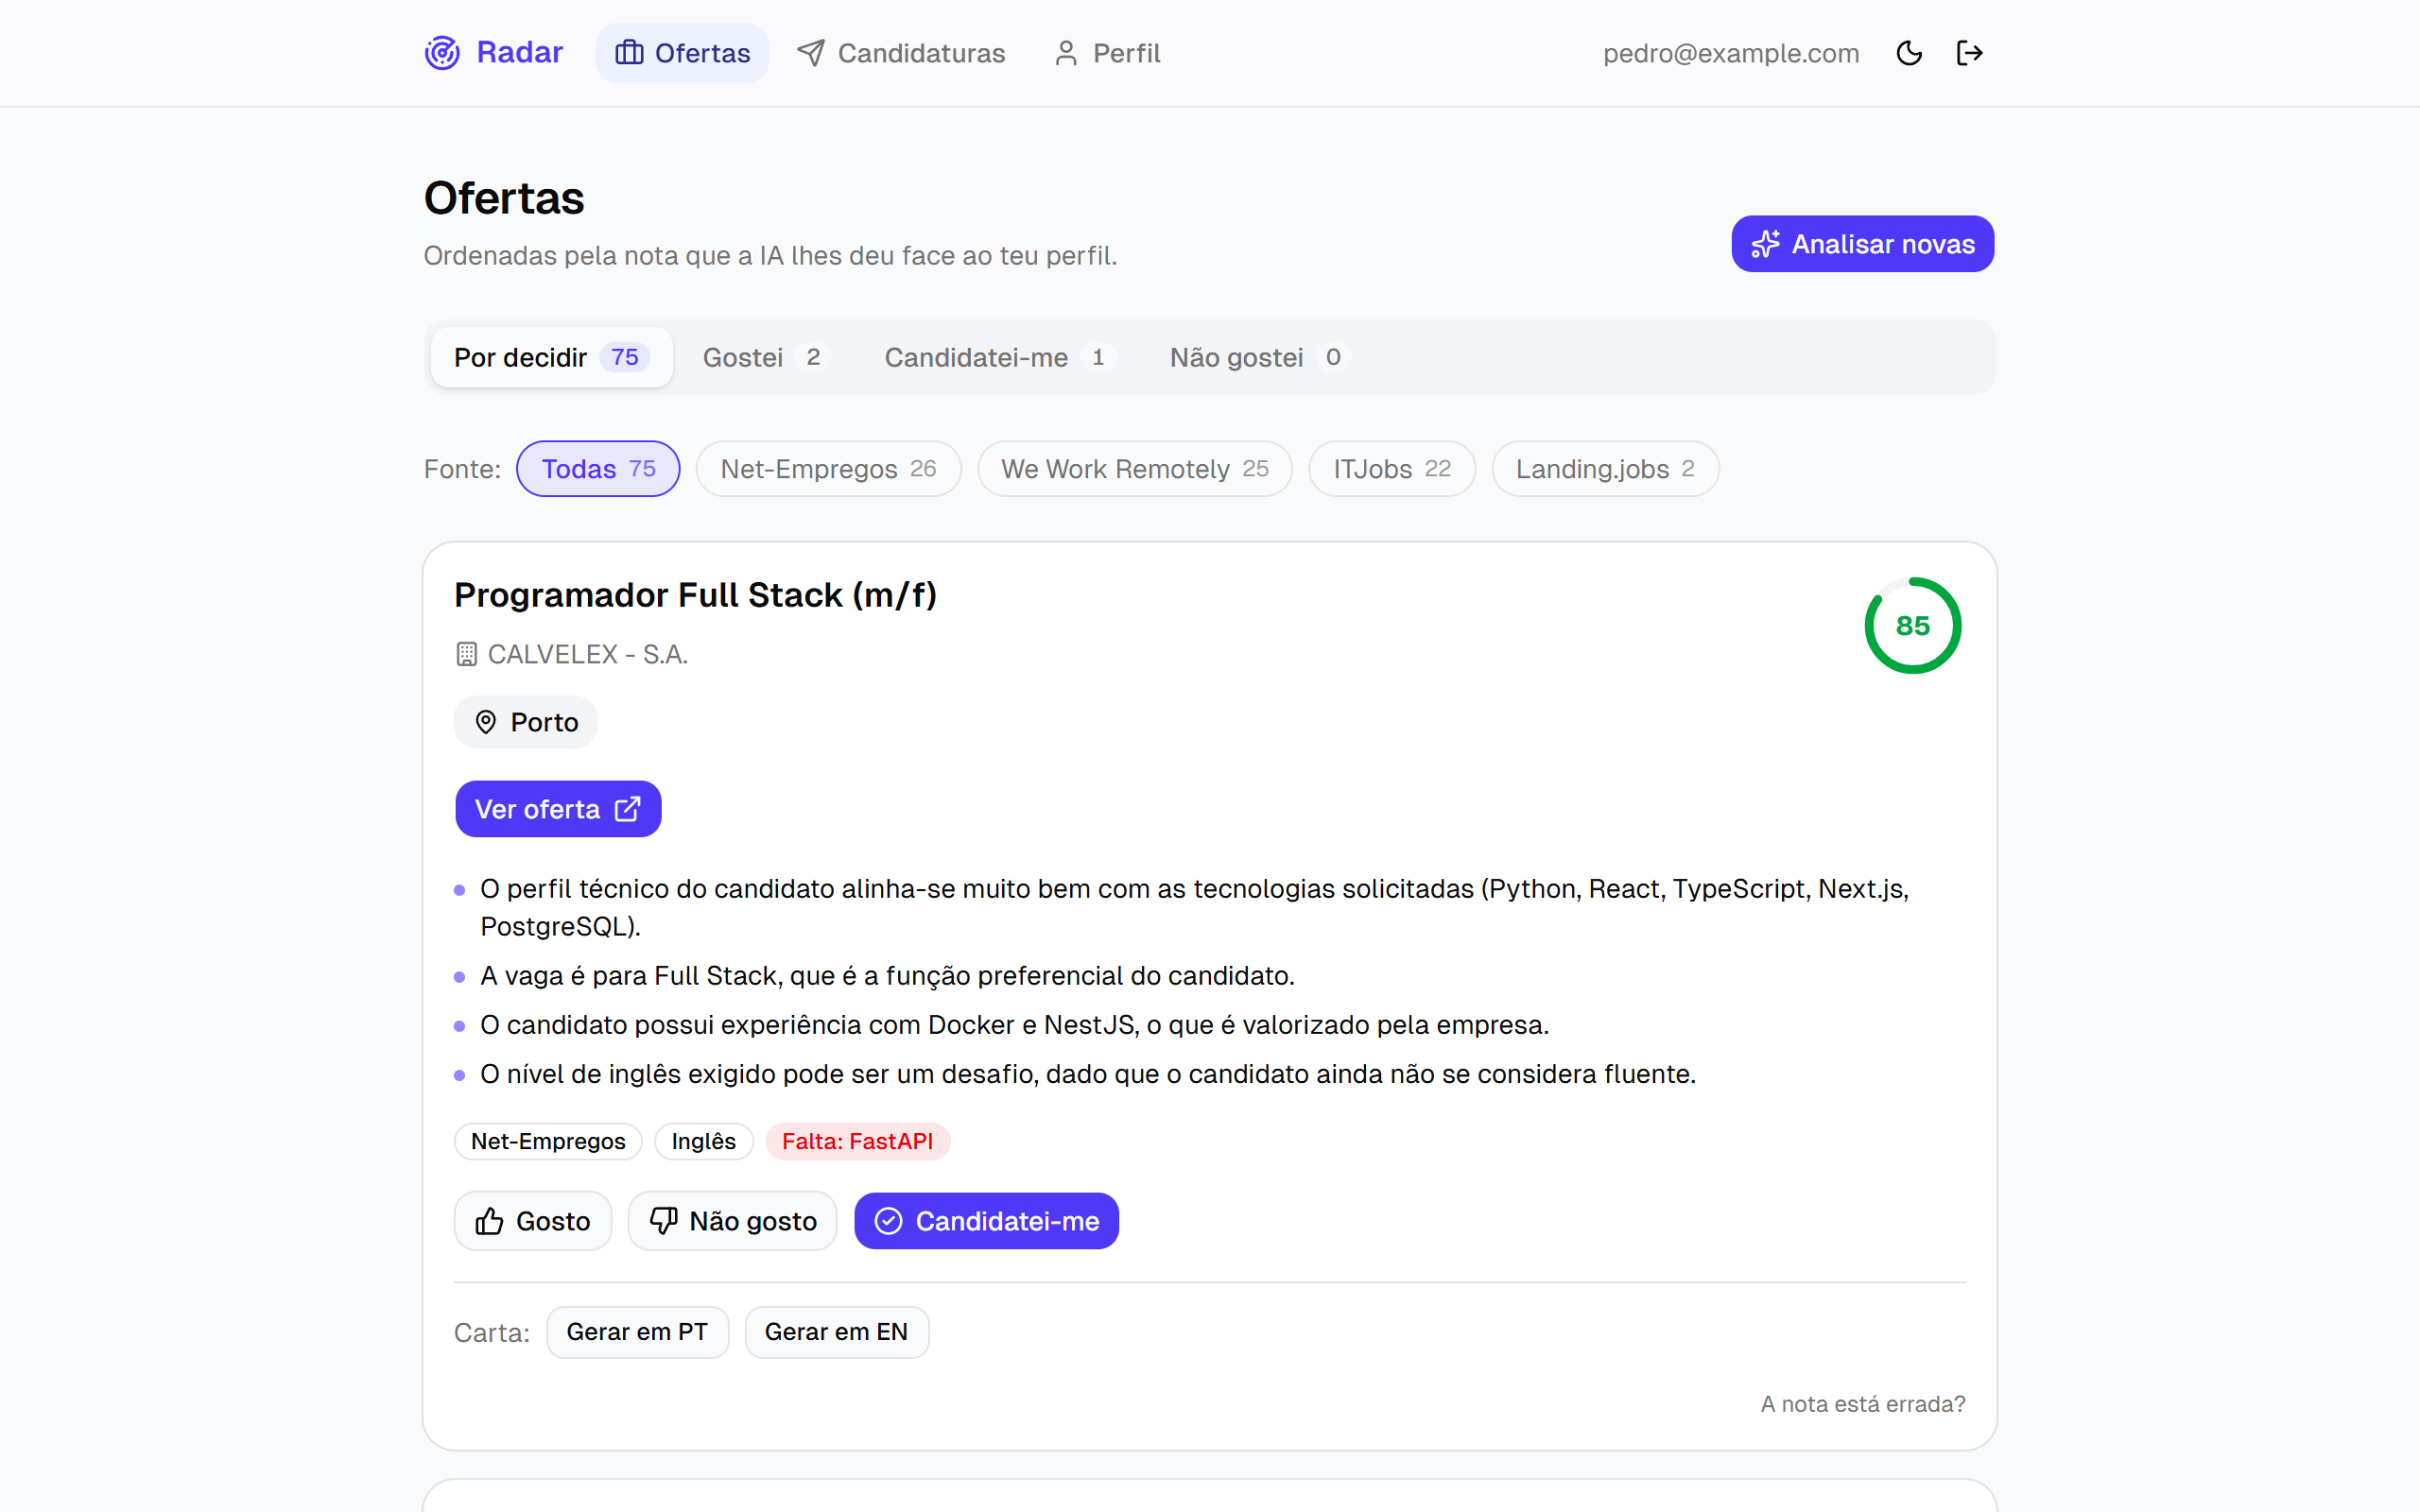 Radar
Ofertas
Candidaturas
Perfil
pedro@example.com
Ofertas
Ordenadas pela nota que a IA lhes deu face ao teu perfil.
Analisar novas
Por decidir 75
Gostei 2
Candidatei-me 1
Não gostei 0
Fonte:
Todas 75
Net-Empregos 26
We Work Remotely 25
ITJobs 22
Landing.jobs 2
Programador Full Stack (m/f)
85
CALVELEX - S.A.
Porto
Ver oferta
O perfil técnico do candidato alinha-se muito bem com as tecnologias solicitadas (Python, React, TypeScript, Next.js,
PostgreSQL).
A vaga é para Full Stack, que é a função preferencial do candidato.
O candidato possui experiência com Docker e NestJS, o que é valorizado pela empresa.
O nível de inglês exigido pode ser um desafio, dado que o candidato ainda não se considera fluente.
Net-Empregos
Inglês
Falta: FastAPI
Gosto
Não gosto
Candidatei-me
Carta:
Gerar em PT
Gerar em EN
A nota está errada?